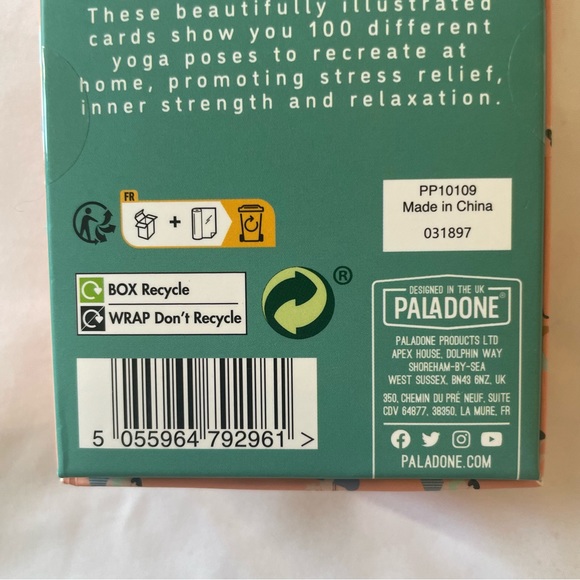 These beautifully illustrated
cards show you 100 different
yoga poses to recreate at
home, promoting stress relief,
inner strength and relaxation.
FR
+
PP10109
Made in China
031897
BOX Recycle
WRAP Don't Recycle
®
DESIGNED IN THE UK
PALADONE®
PALADONE PRODUCTS LTD
APEX HOUSE, DOLPHIN WAY
SHOREHAM-BY-SEA
WEST SUSSEX, BN43 6NZ, UK
350, CHEMIN DU PRÉ NEUF, SUITE
CDV 64877, 38350, LA MURE, FR
PALADONE.COM
5 055964 792961 >